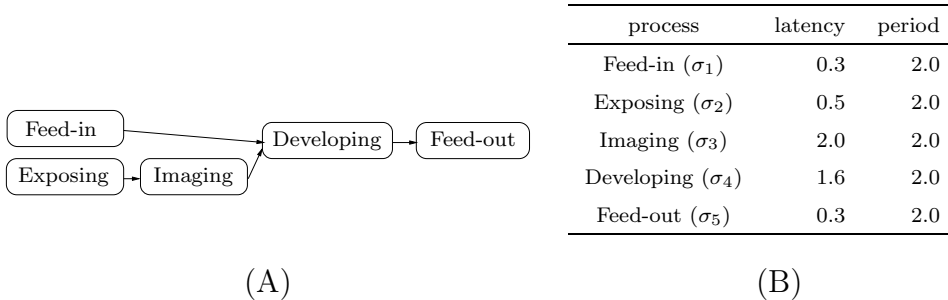 Feed-in
Exposing
Imaging
Developing
Feed-out
(A)
process latency period
Feed-in (σ1) 0.3 2.0
Exposing (σ2) 0.5 2.0
Imaging (σ3) 2.0 2.0
Developing (σ4) 1.6 2.0
Feed-out (σ5) 0.3 2.0
(B)